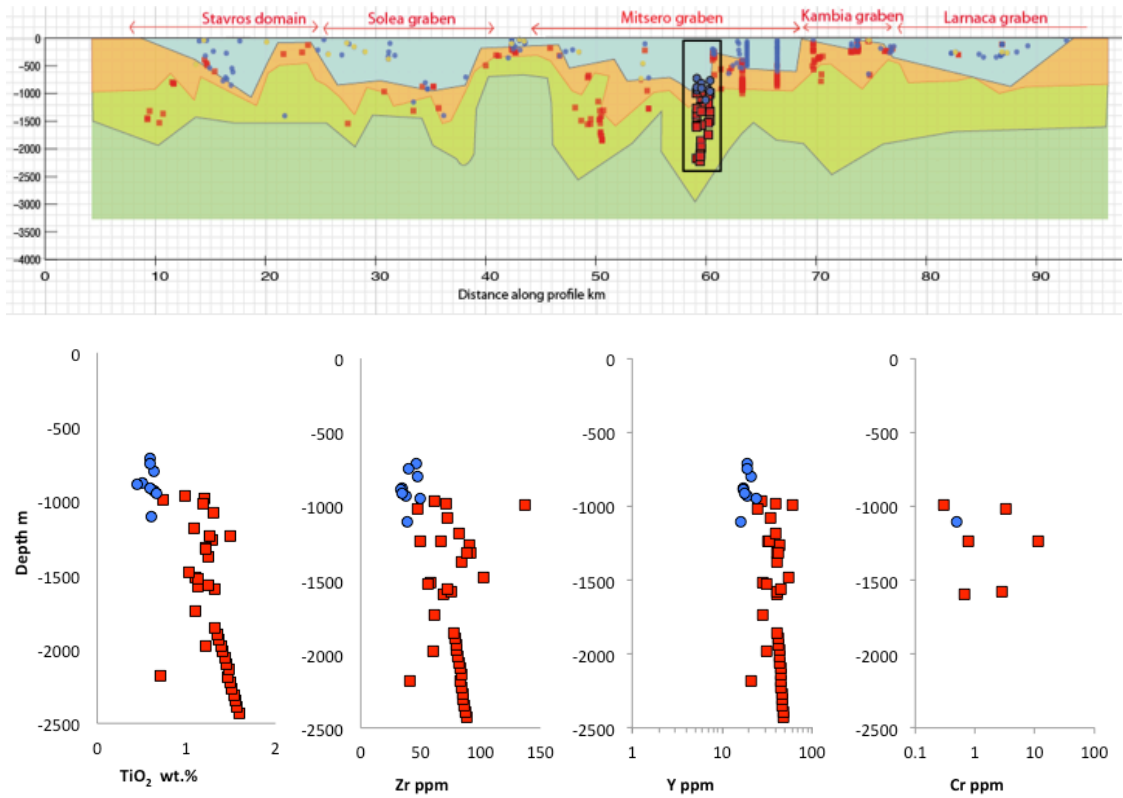 Stavros domain Solea graben Mitsero graben Kambia graben Larnaca graben
0
-500
-1000
-1500
-2000
-2500
-3000
-3500
-4000
0 10 20 30 40 50 60 70 80 90
Distance along profile km
0 0 0 0
-500 -500 -500 -500
-1000 -1000 -1000 -1000
Depth m
-1500 -1500 -1500 -1500
-2000 -2000 -2000 -2000
-2500 -2500 -2500 -2500
0 1 2 0 50 100 150 1 10 100 0.1 1 10 100
TiO2 wt.% Zr ppm Y ppm Cr ppm